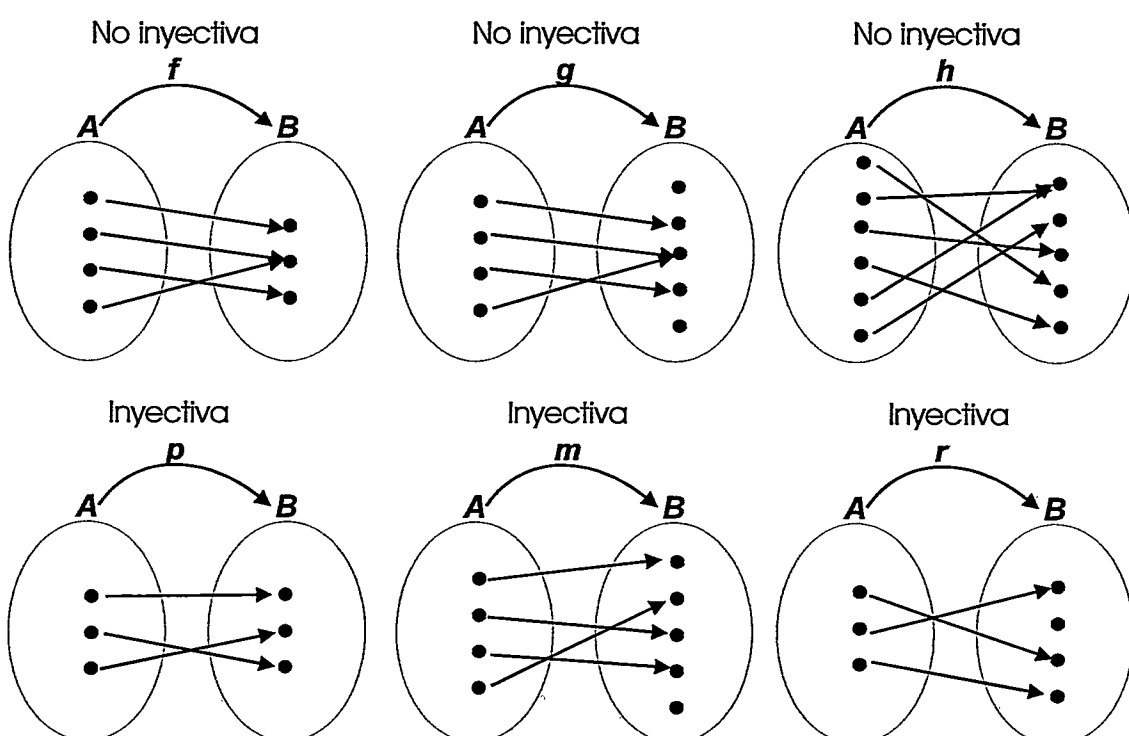 No inyectiva
f
A B
No inyectiva
g
A B
No inyectiva
h
A B
Inyectiva
p
A B
Inyectiva
m
A B
Inyectiva
r
A B